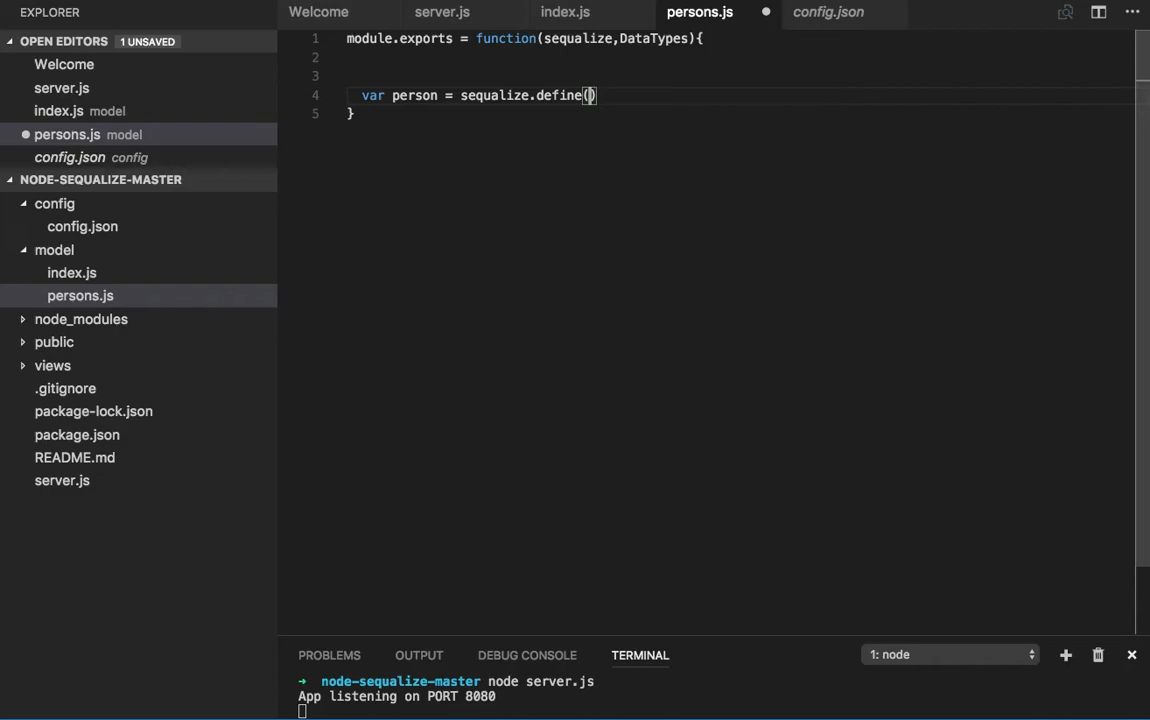 EXPLORER
Welcome server.js index.js persons.js config.json
OPEN EDITORS 1 UNSAVED
Welcome
server.js
index.js model
persons.js model
config.json config
NODE-SEQUALIZE-MASTER
config
config.json
model
index.js
persons.js
node_modules
public
views
.gitignore
package-lock.json
package.json
README.md
server.js
1 module.exports = function(sequalize,DataTypes){
2
3
4 var person = sequalize.define()
5 }
PROBLEMS OUTPUT DEBUG CONSOLE TERMINAL 1: node
→ node-sequalize-master node server.js
App listening on PORT 8080